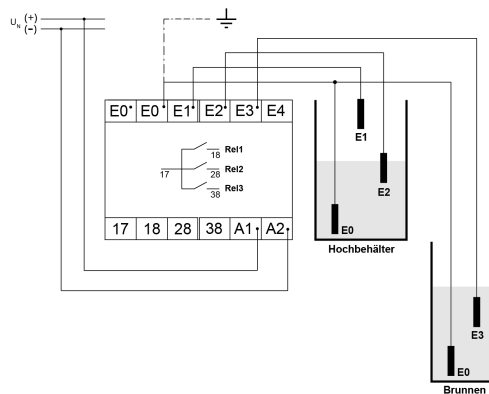 U_N (+)
(-)
E0• E0 E1 E2 E3 E4
18 Rel1
17 28 Rel2
38 Rel3
17 18 28 38 A1 A2
E1
E2
E0
Hochbehälter
E3
E0
Brunnen